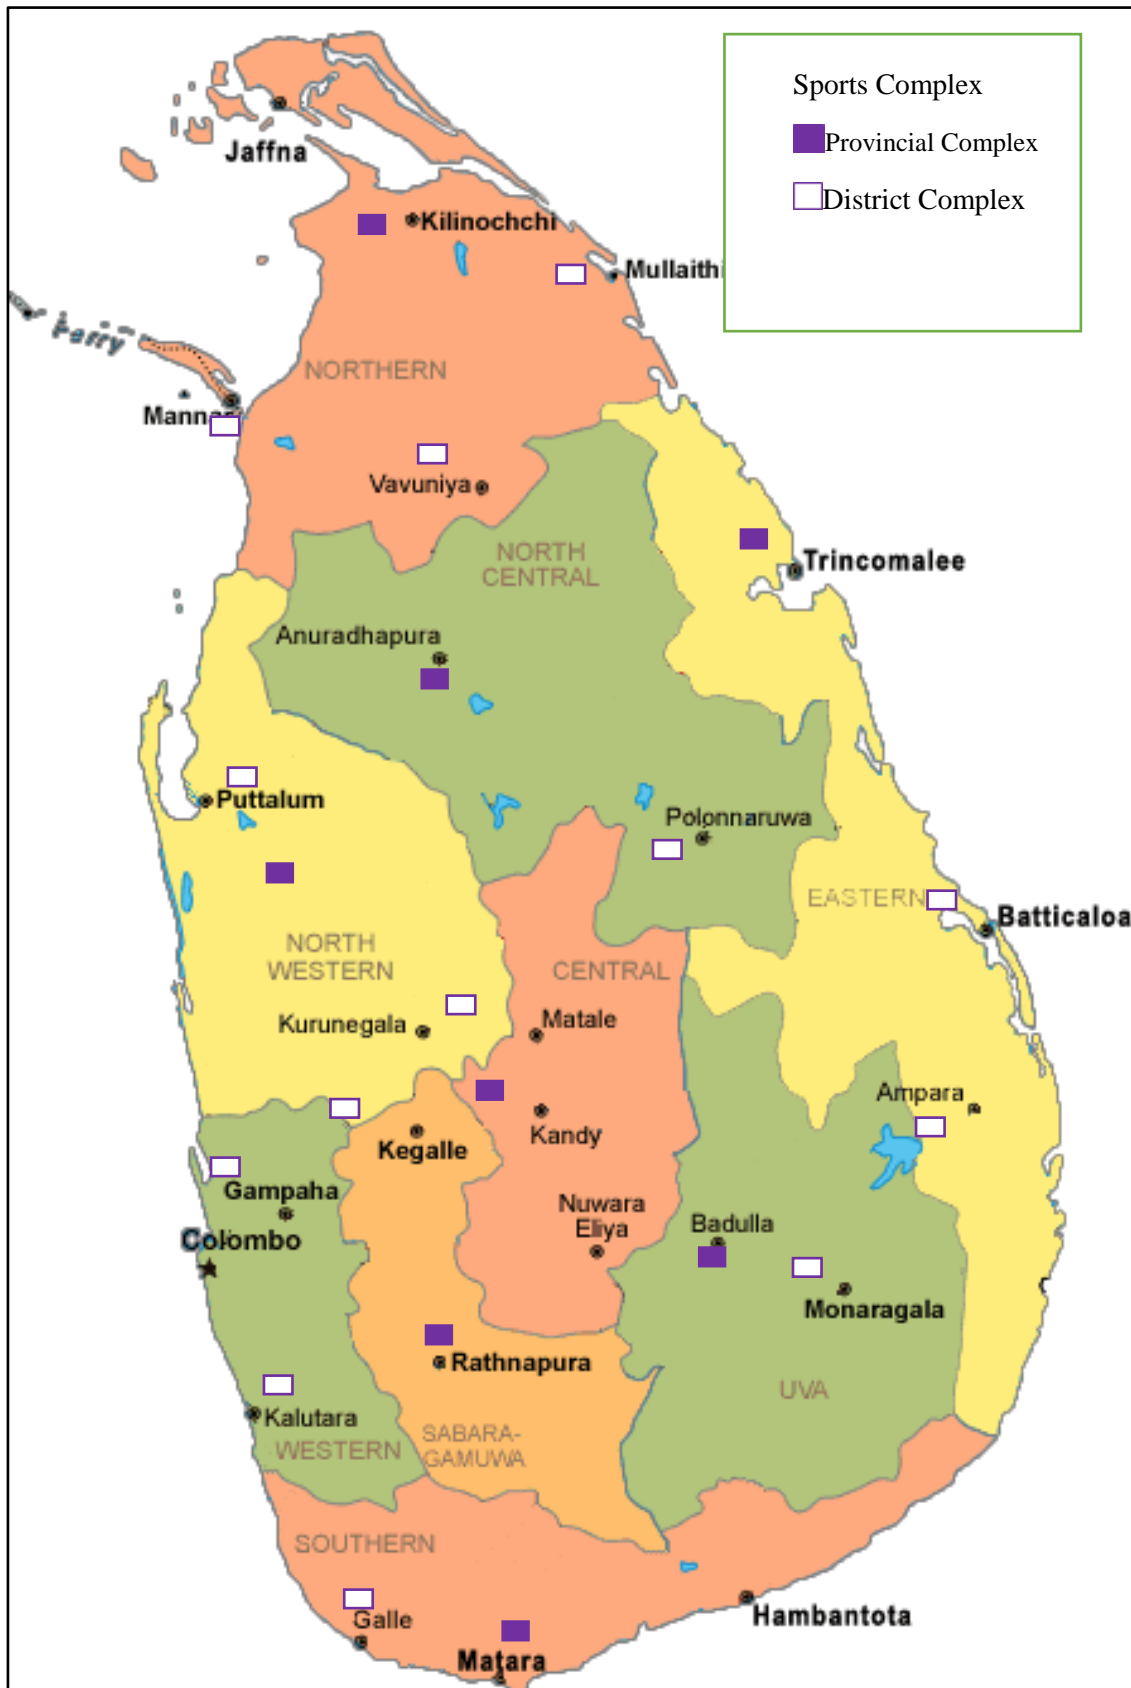 Sports Complex
Provincial Complex
District Complex
Jaffna
Kilinochchi
Mullaithi
Ferry
NORTHERN
Mannar
Vavuniya
NORTH
CENTRAL
Trincomalee
Anuradhapura
Puttalum
Polonnaruwa
EASTERN
Batticaloa
NORTH
WESTERN
CENTRAL
Kurunegala
Matale
Ampara
Kegalle
Kandy
Gampaha
Nuwara
Eliya
Badulla
Colombo
Monaragala
Rathnapura
UVA
Kalutara
WESTERN
SABARA-
GAMUWA
SOUTHERN
Galle
Hambantota
Matara